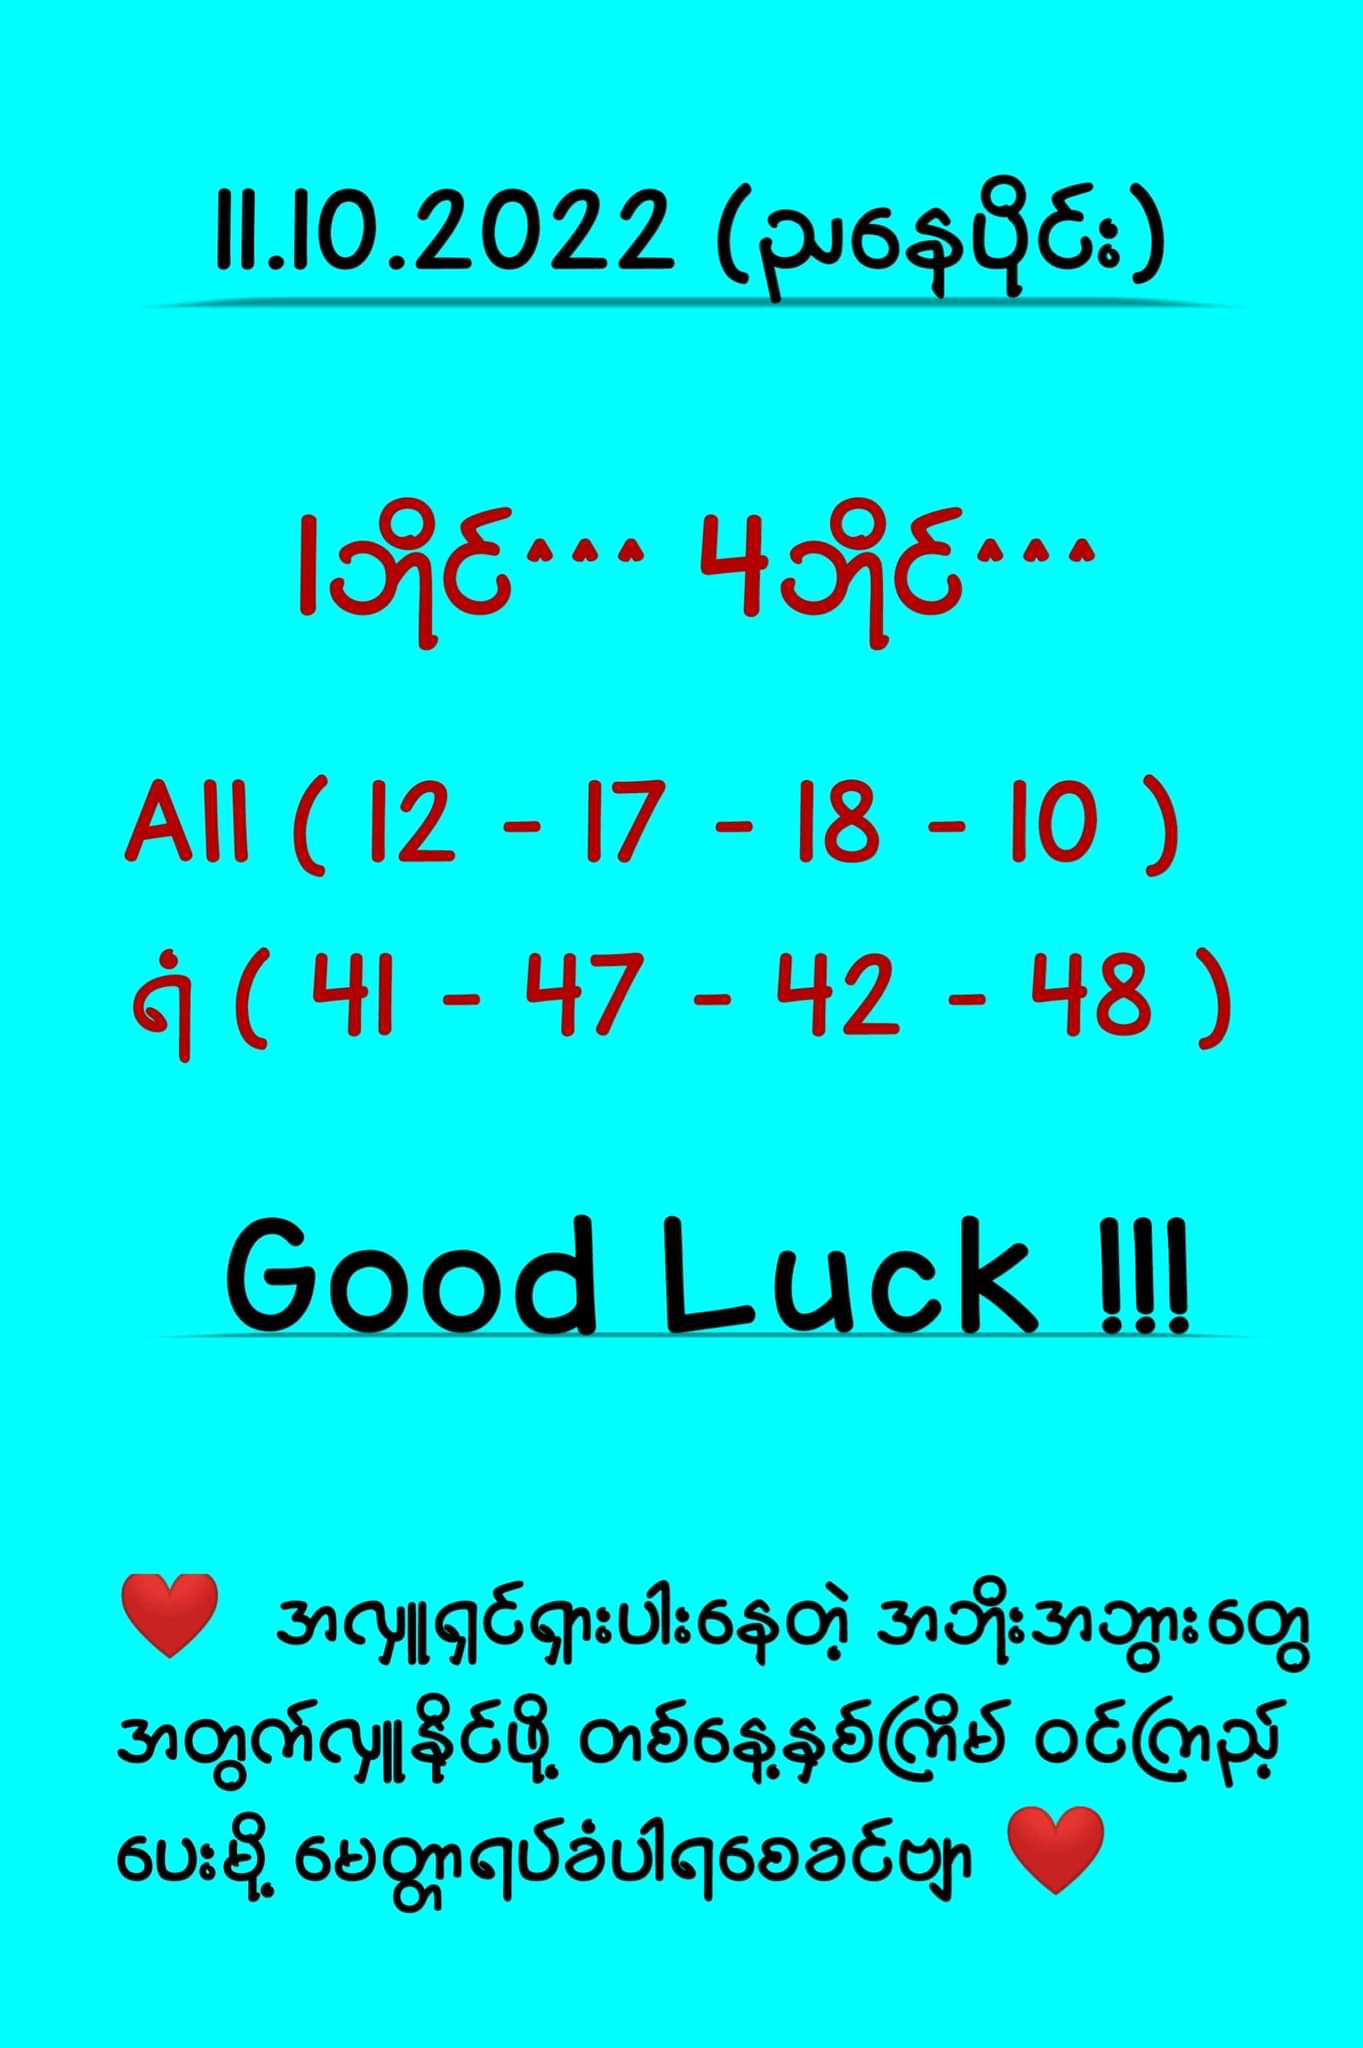 11.10.2022 (ညနေပိုင်း)
1ဘိုင်^^^ 4ဘိုင်^^^
All ( 12 - 17 - 18 - 10 )
ရံ ( 41 - 47 - 42 - 48 )
Good Luck !!!
❤ အလှူရှင်ရှားပါးနေတဲ့ အဘိုးအဘွားတွေ
အတွက်လှူနိုင်ဖို့ တစ်နေ့နှစ်ကြိမ် ဝင်ကြည့်
ပေးဖို့ မေတ္တာရပ်ခံပါရစေခင်ဗျာ ❤